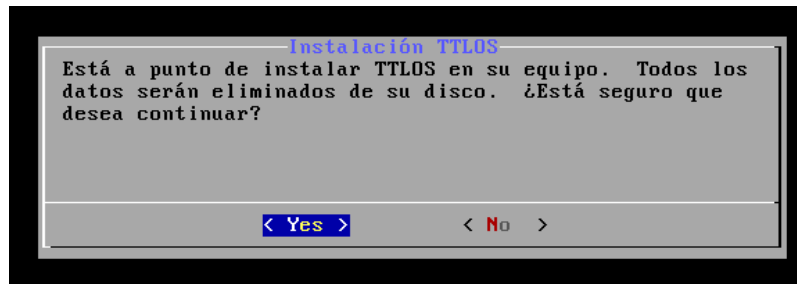 Instalación TTLOS
Está a punto de instalar TTLOS en su equipo.  Todos los
datos serán eliminados de su disco.  ¿Está seguro que
desea continuar?
< Yes >	< No  >